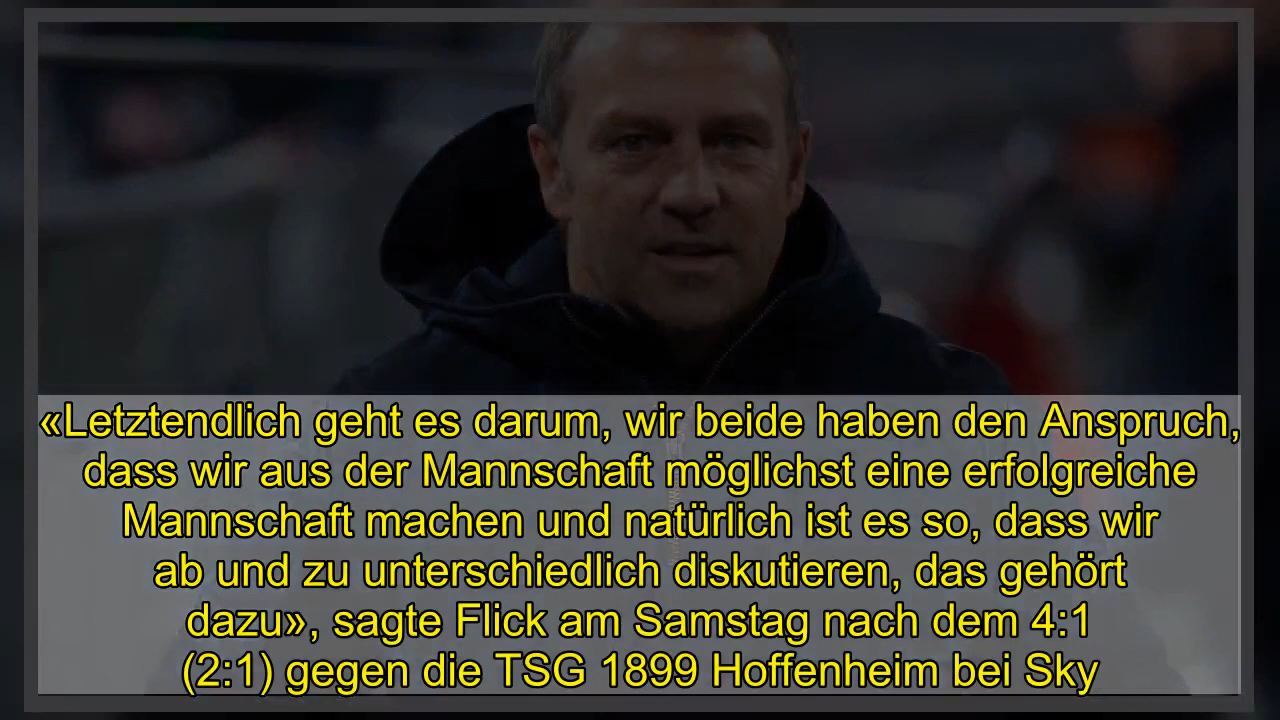 «Letztendlich geht es darum, wir beide haben den Anspruch,
dass wir aus der Mannschaft möglichst eine erfolgreiche
Mannschaft machen und natürlich ist es so, dass wir
ab und zu unterschiedlich diskutieren, das gehört
dazu», sagte Flick am Samstag nach dem 4:1
(2:1) gegen die TSG 1899 Hoffenheim bei Sky